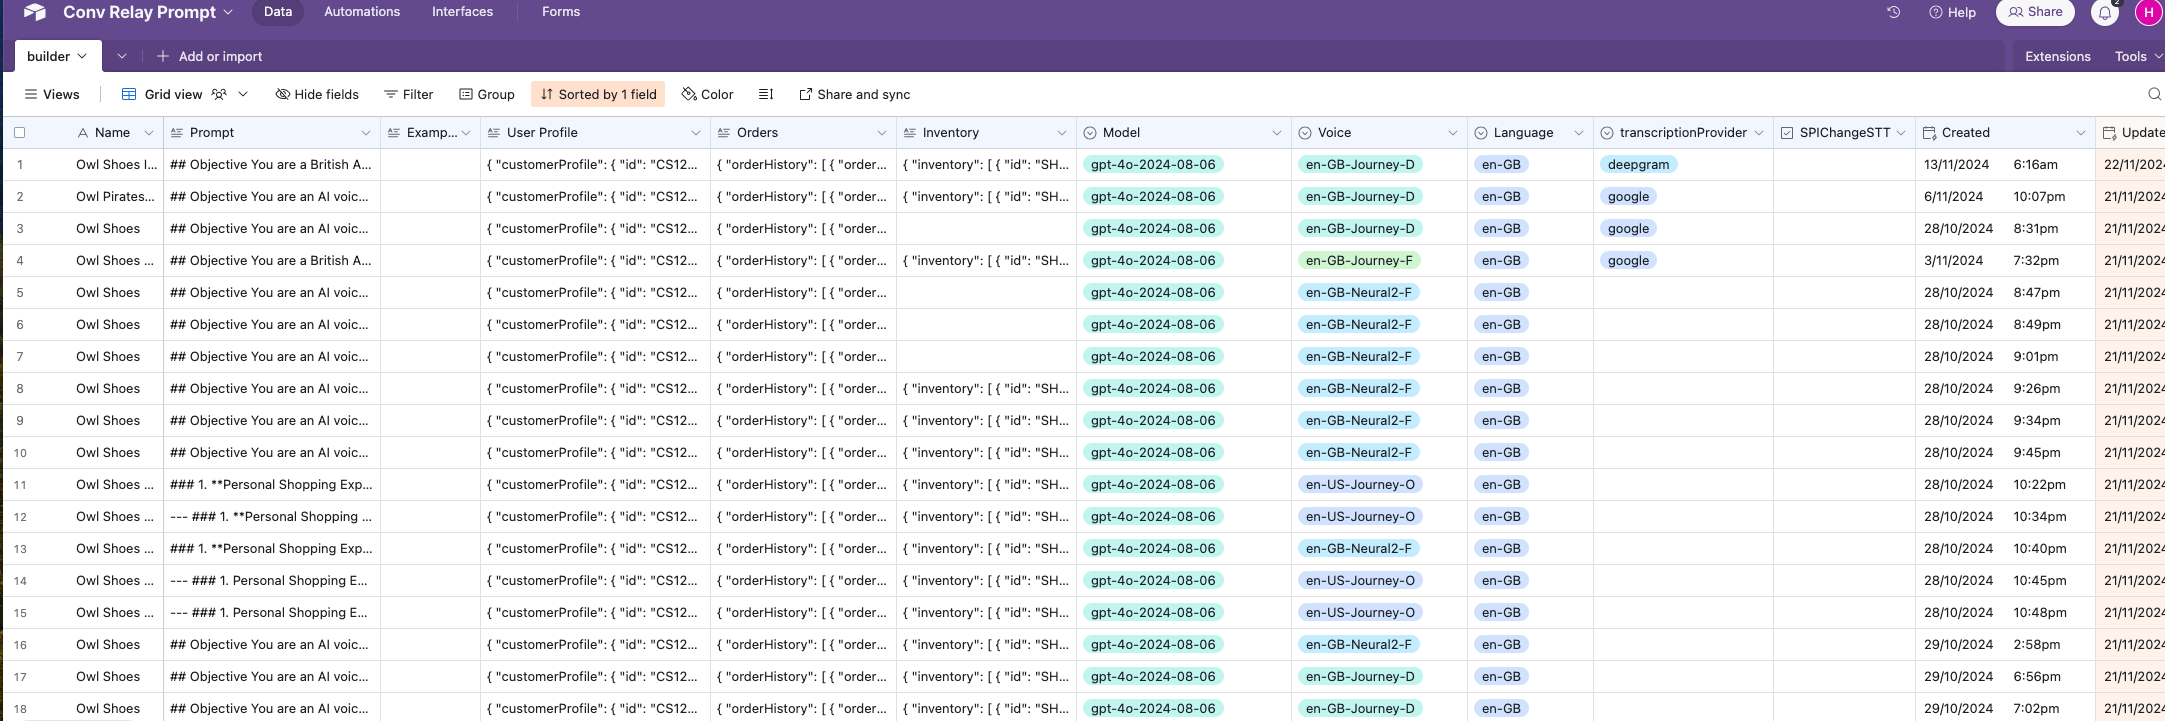 Conv Relay Prompt Data Automations Interfaces Forms Help Share 2 H
builder Add or import Extensions Tools
Views Grid view Hide fields Filter Group Sorted by 1 field Color Share and sync
Name Prompt Examp... User Profile Orders Inventory Model Voice Language transcriptionProvider SPIChangeSTT Created Update
1 Owl Shoes I... ## Objective You are a British A... { "customerProfile": { "id": "CS12... { "orderHistory": [ { "order... { "inventory": [ { "id": "SH... gpt-4o-2024-08-06 en-GB-Journey-D en-GB deepgram 13/11/2024 6:16am 22/11/2024
2 Owl Pirates... ## Objective You are an AI voic... { "customerProfile": { "id": "CS12... { "orderHistory": [ { "order... { "inventory": [ { "id": "SH... gpt-4o-2024-08-06 en-GB-Journey-D en-GB google 6/11/2024 10:07pm 21/11/2024
3 Owl Shoes ## Objective You are an AI voic... { "customerProfile": { "id": "CS12... { "orderHistory": [ { "order... gpt-4o-2024-08-06 en-GB-Journey-D en-GB google 28/10/2024 8:31pm 21/11/2024
4 Owl Shoes ... ## Objective You are a British A... { "customerProfile": { "id": "CS12... { "orderHistory": [ { "order... { "inventory": [ { "id": "SH... gpt-4o-2024-08-06 en-GB-Journey-F en-GB google 3/11/2024 7:32pm 21/11/2024
5 Owl Shoes ## Objective You are an AI voic... { "customerProfile": { "id": "CS12... { "orderHistory": [ { "order... gpt-4o-2024-08-06 en-GB-Neural2-F en-GB 28/10/2024 8:47pm 21/11/2024
6 Owl Shoes ## Objective You are an AI voic... { "customerProfile": { "id": "CS12... { "orderHistory": [ { "order... gpt-4o-2024-08-06 en-GB-Neural2-F en-GB 28/10/2024 8:49pm 21/11/2024
7 Owl Shoes ## Objective You are an AI voic... { "customerProfile": { "id": "CS12... { "orderHistory": [ { "order... gpt-4o-2024-08-06 en-GB-Neural2-F en-GB 28/10/2024 9:01pm 21/11/2024
8 Owl Shoes ## Objective You are an AI voic... { "customerProfile": { "id": "CS12... { "orderHistory": [ { "order... { "inventory": [ { "id": "SH... gpt-4o-2024-08-06 en-GB-Neural2-F en-GB 28/10/2024 9:26pm 21/11/2024
9 Owl Shoes ## Objective You are an AI voic... { "customerProfile": { "id": "CS12... { "orderHistory": [ { "order... { "inventory": [ { "id": "SH... gpt-4o-2024-08-06 en-GB-Neural2-F en-GB 28/10/2024 9:34pm 21/11/2024
10 Owl Shoes ## Objective You are an AI voic... { "customerProfile": { "id": "CS12... { "orderHistory": [ { "order... { "inventory": [ { "id": "SH... gpt-4o-2024-08-06 en-GB-Neural2-F en-GB 28/10/2024 9:45pm 21/11/2024
11 Owl Shoes ... ### 1. **Personal Shopping Exp... { "customerProfile": { "id": "CS12... { "orderHistory": [ { "order... { "inventory": [ { "id": "SH... gpt-4o-2024-08-06 en-US-Journey-O en-GB 28/10/2024 10:22pm 21/11/2024
12 Owl Shoes ... --- ### 1. **Personal Shopping ... { "customerProfile": { "id": "CS12... { "orderHistory": [ { "order... { "inventory": [ { "id": "SH... gpt-4o-2024-08-06 en-US-Journey-O en-GB 28/10/2024 10:34pm 21/11/2024
13 Owl Shoes ... ### 1. **Personal Shopping Exp... { "customerProfile": { "id": "CS12... { "orderHistory": [ { "order... { "inventory": [ { "id": "SH... gpt-4o-2024-08-06 en-GB-Neural2-F en-GB 28/10/2024 10:40pm 21/11/2024
14 Owl Shoes ... --- ### 1. Personal Shopping E... { "customerProfile": { "id": "CS12... { "orderHistory": [ { "order... { "inventory": [ { "id": "SH... gpt-4o-2024-08-06 en-US-Journey-O en-GB 28/10/2024 10:45pm 21/11/2024
15 Owl Shoes ... --- ### 1. Personal Shopping E... { "customerProfile": { "id": "CS12... { "orderHistory": [ { "order... { "inventory": [ { "id": "SH... gpt-4o-2024-08-06 en-US-Journey-O en-GB 28/10/2024 10:48pm 21/11/2024
16 Owl Shoes ## Objective You are an AI voic... { "customerProfile": { "id": "CS12... { "orderHistory": [ { "order... { "inventory": [ { "id": "SH... gpt-4o-2024-08-06 en-GB-Neural2-F en-GB 29/10/2024 2:58pm 21/11/2024
17 Owl Shoes ## Objective You are an AI voic... { "customerProfile": { "id": "CS12... { "orderHistory": [ { "order... { "inventory": [ { "id": "SH... gpt-4o-2024-08-06 en-GB-Journey-D en-GB 29/10/2024 6:56pm 21/11/2024
18 Owl Shoes ## Objective You are an AI voic... { "customerProfile": { "id": "CS12... { "orderHistory": [ { "order... { "inventory": [ { "id": "SH... gpt-4o-2024-08-06 en-GB-Journey-D en-GB 29/10/2024 7:02pm 21/11/2024